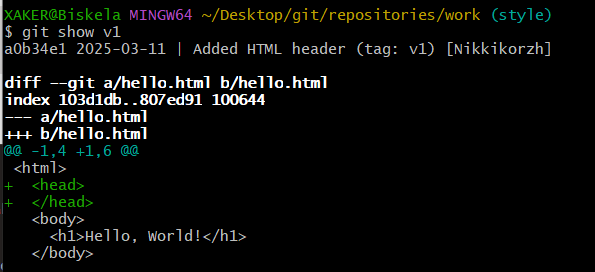 XAKER@Biskela MINGW64 ~/Desktop/git/repositories/work (style)
$ git show v1
a0b34e1 2025-03-11 | Added HTML header (tag: v1) [Nikkikorzh]

diff --git a/hello.html b/hello.html
index 103d1db..807ed91 100644
--- a/hello.html
+++ b/hello.html
@@ -1,4 +1,6 @@
 <html>
+  <head>
+  </head>
   <body>
     <h1>Hello, World!</h1>
   </body>